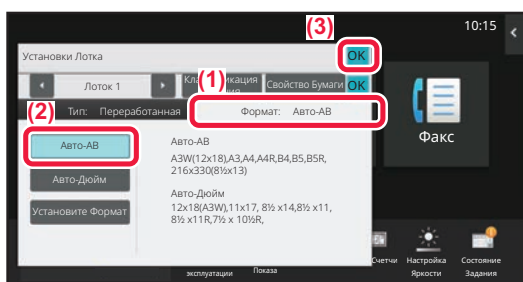 (3)
10:15
Установки Лотка
OK
Лоток 1
(1)
Свойство Бумаги
OK
(2)
Тип: Переработанная
Формат: Авто-AB
Авто-AB
Авто-Дюйм
Установите Формат
Авто-AB
A3W(12x18),A3,A4,A4R,B4,B5,B5R,
216x330(8½x13)
Авто-Дюйм
12x18(A3W),11x17, 8½ x14,8½ x11,
8½ x11R,7½ x 10½R,
Факс
эксплуатации
Показа
Счетчи
Настройка
Яркости
Состояние
Задания